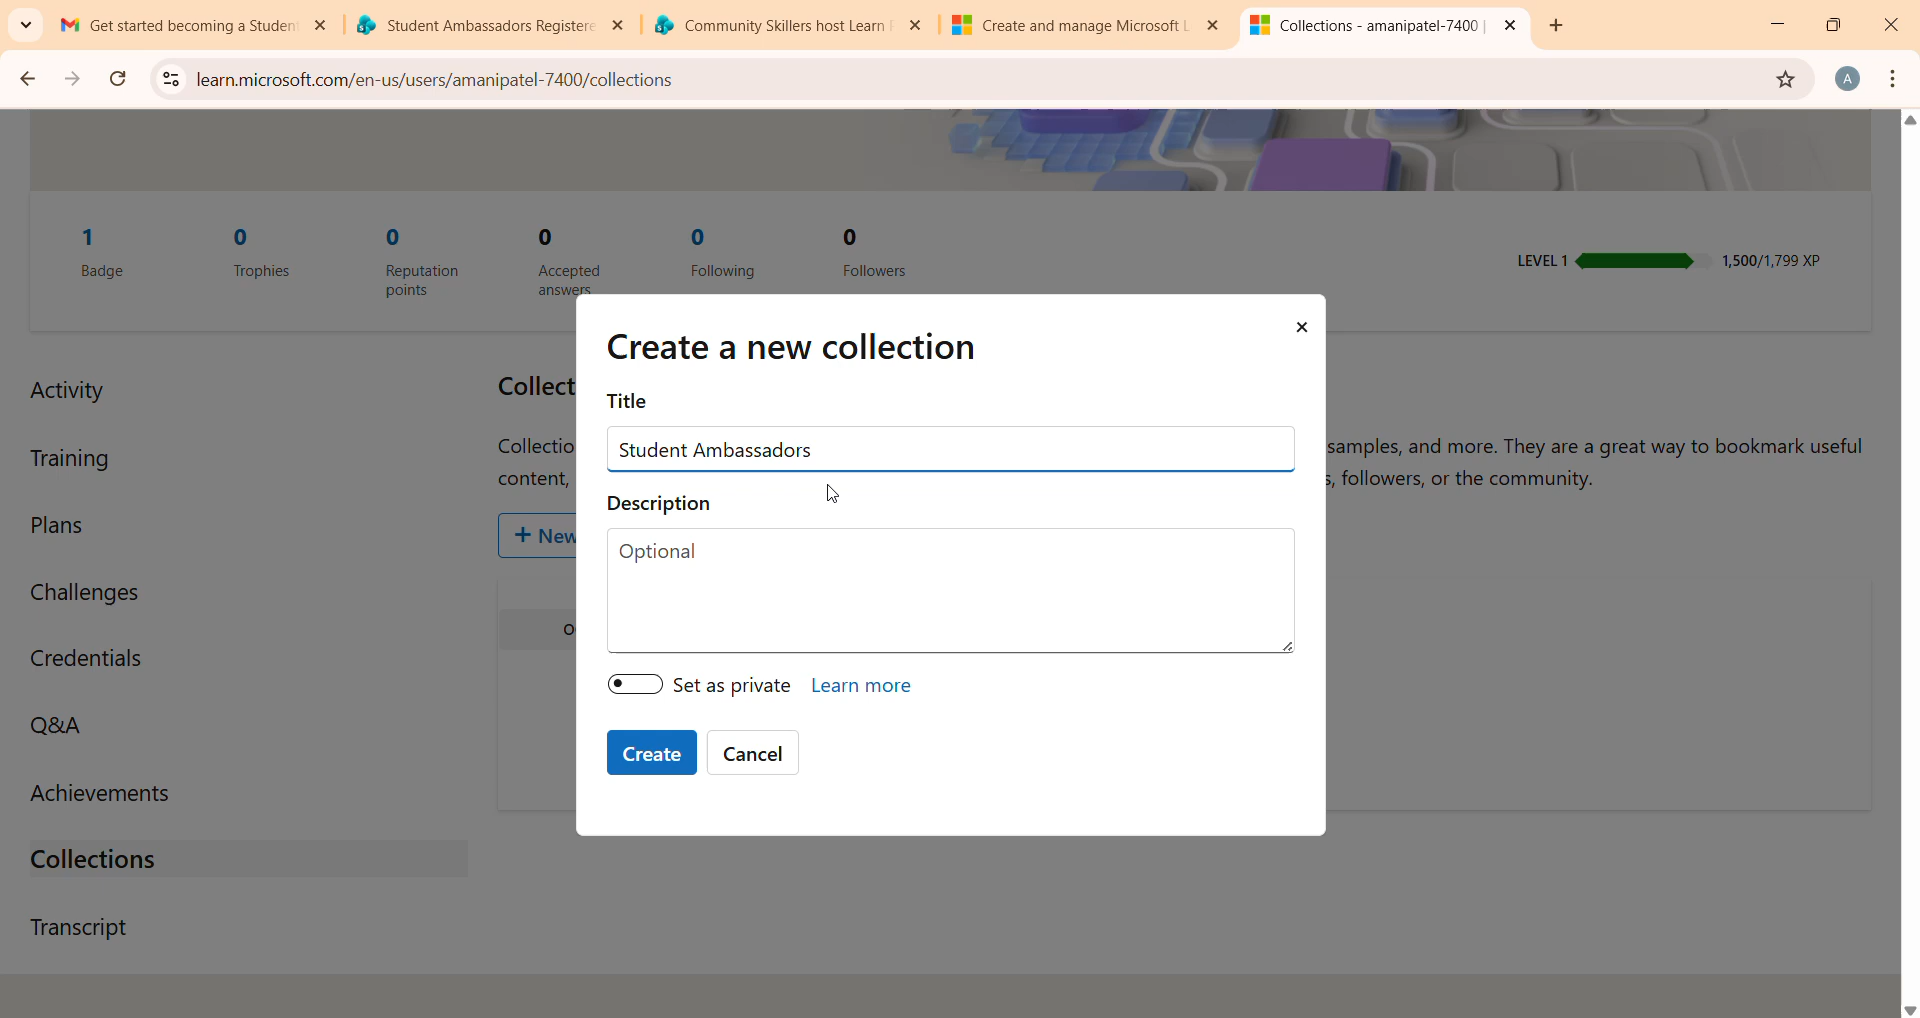 Get started becoming a Studen
Student Ambassadors Registere
Community Skillers host Learn
Create and manage Microsoft L
Collections - amanipatel-7400 |
learn.microsoft.com/en-us/users/amanipatel-7400/collections
A
1 0 0 0 0 0
Badge Trophies Reputation points Accepted answers Following Followers
LEVEL 1 1,500/1,799 XP
Activity
Training
Plans
Challenges
Credentials
Q&A
Achievements
Collections
Transcript
Collect
Collectio samples, and more. They are a great way to bookmark useful
content, s, followers, or the community.
+ New
Create a new collection
Title
Student Ambassadors
Description
Optional
Set as private Learn more
Create Cancel